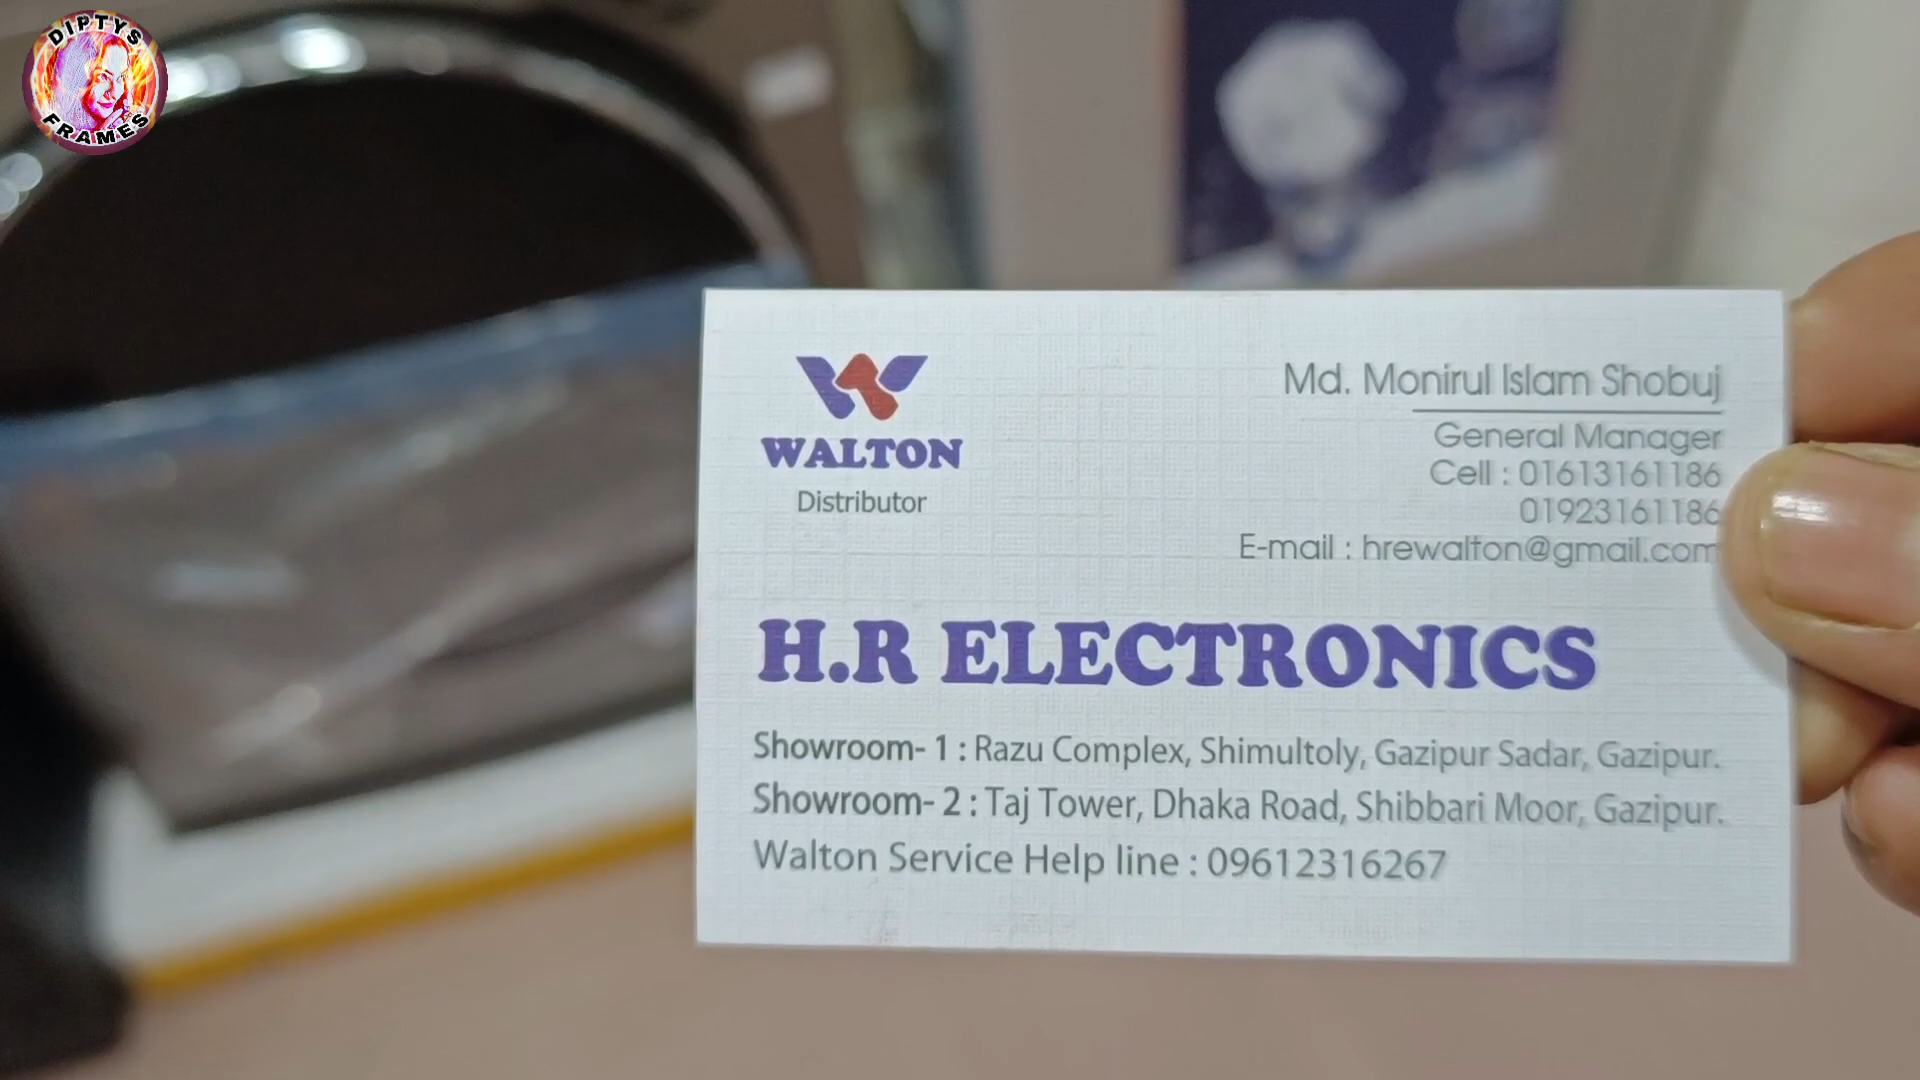 DIPTYS
FRAMES
WALTON
Distributor
Md. Monirul Islam Shobuj
General Manager
Cell : 01613161186
01923161186
E-mail : hrewalton@gmail.com
H.R ELECTRONICS
Showroom- 1 : Razu Complex, Shimultoly, Gazipur Sadar, Gazipur.
Showroom- 2 : Taj Tower, Dhaka Road, Shibbari Moor, Gazipur.
Walton Service Help line : 09612316267